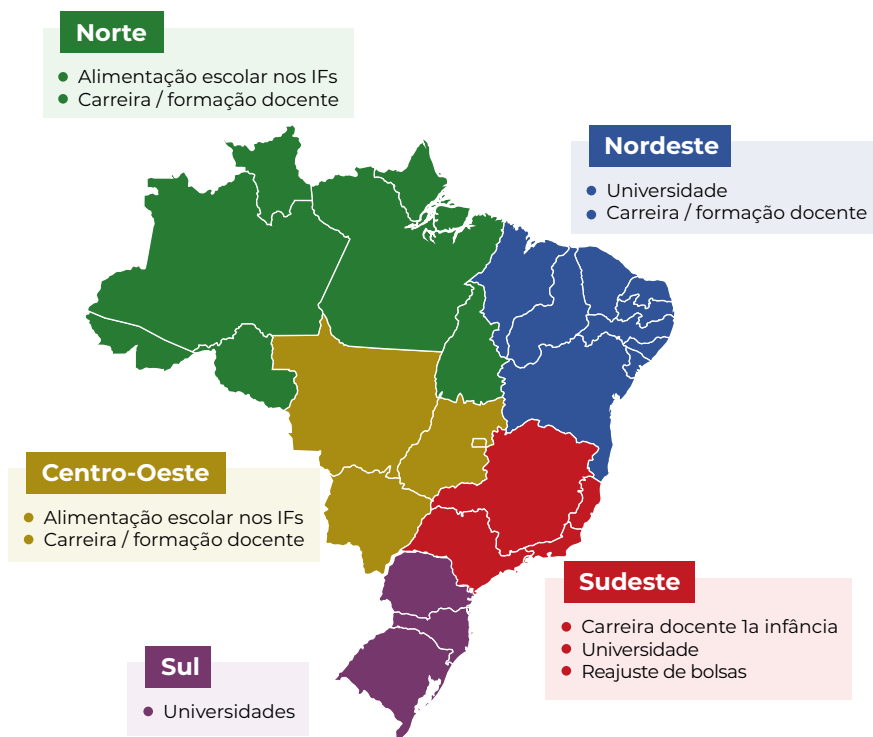 Norte
Alimentação escolar nos IFs
Carreira / formação docente
Nordeste
Universidade
Carreira / formação docente
Centro-Oeste
Alimentação escolar nos IFs
Carreira / formação docente
Sudeste
Carreira docente 1a infância
Universidade
Reajuste de bolsas
Sul
Universidades